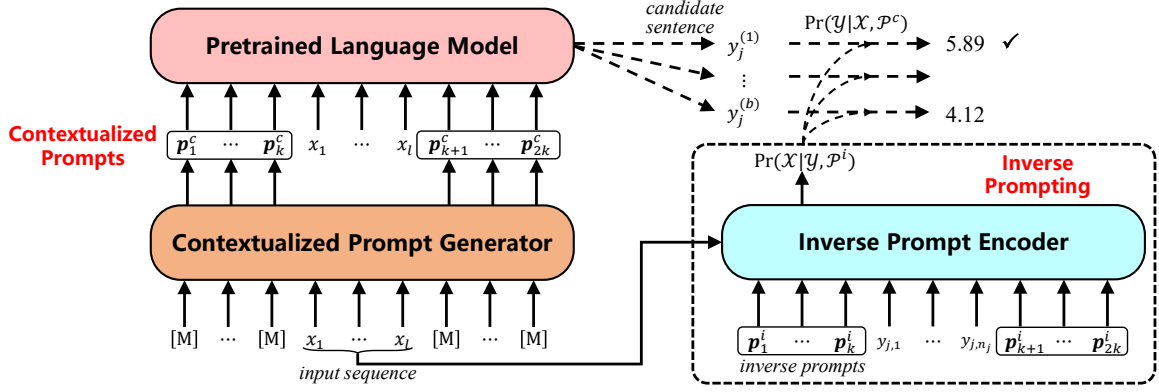 candidate
sentence
Pr(𝒴|𝒳, 𝒫ᶜ)
Pretrained Language Model
y_j^(1)
5.89 ✓
⋮
y_j^(b)
4.12
Contextualized
Prompts
p_1^c ⋯ p_k^c x_1 ⋯ x_l p_{k+1}^c ⋯ p_{2k}^c
Pr(𝒳|𝒴, 𝒫ⁱ)
Inverse
Prompting
Contextualized Prompt Generator
Inverse Prompt Encoder
[M] ⋯ [M] x_1 ⋯ x_l [M] ⋯ [M]
input sequence
p_1^i ⋯ p_k^i y_{j,1} ⋯ y_{j,n_j} p_{k+1}^i ⋯ p_{2k}^i
inverse prompts